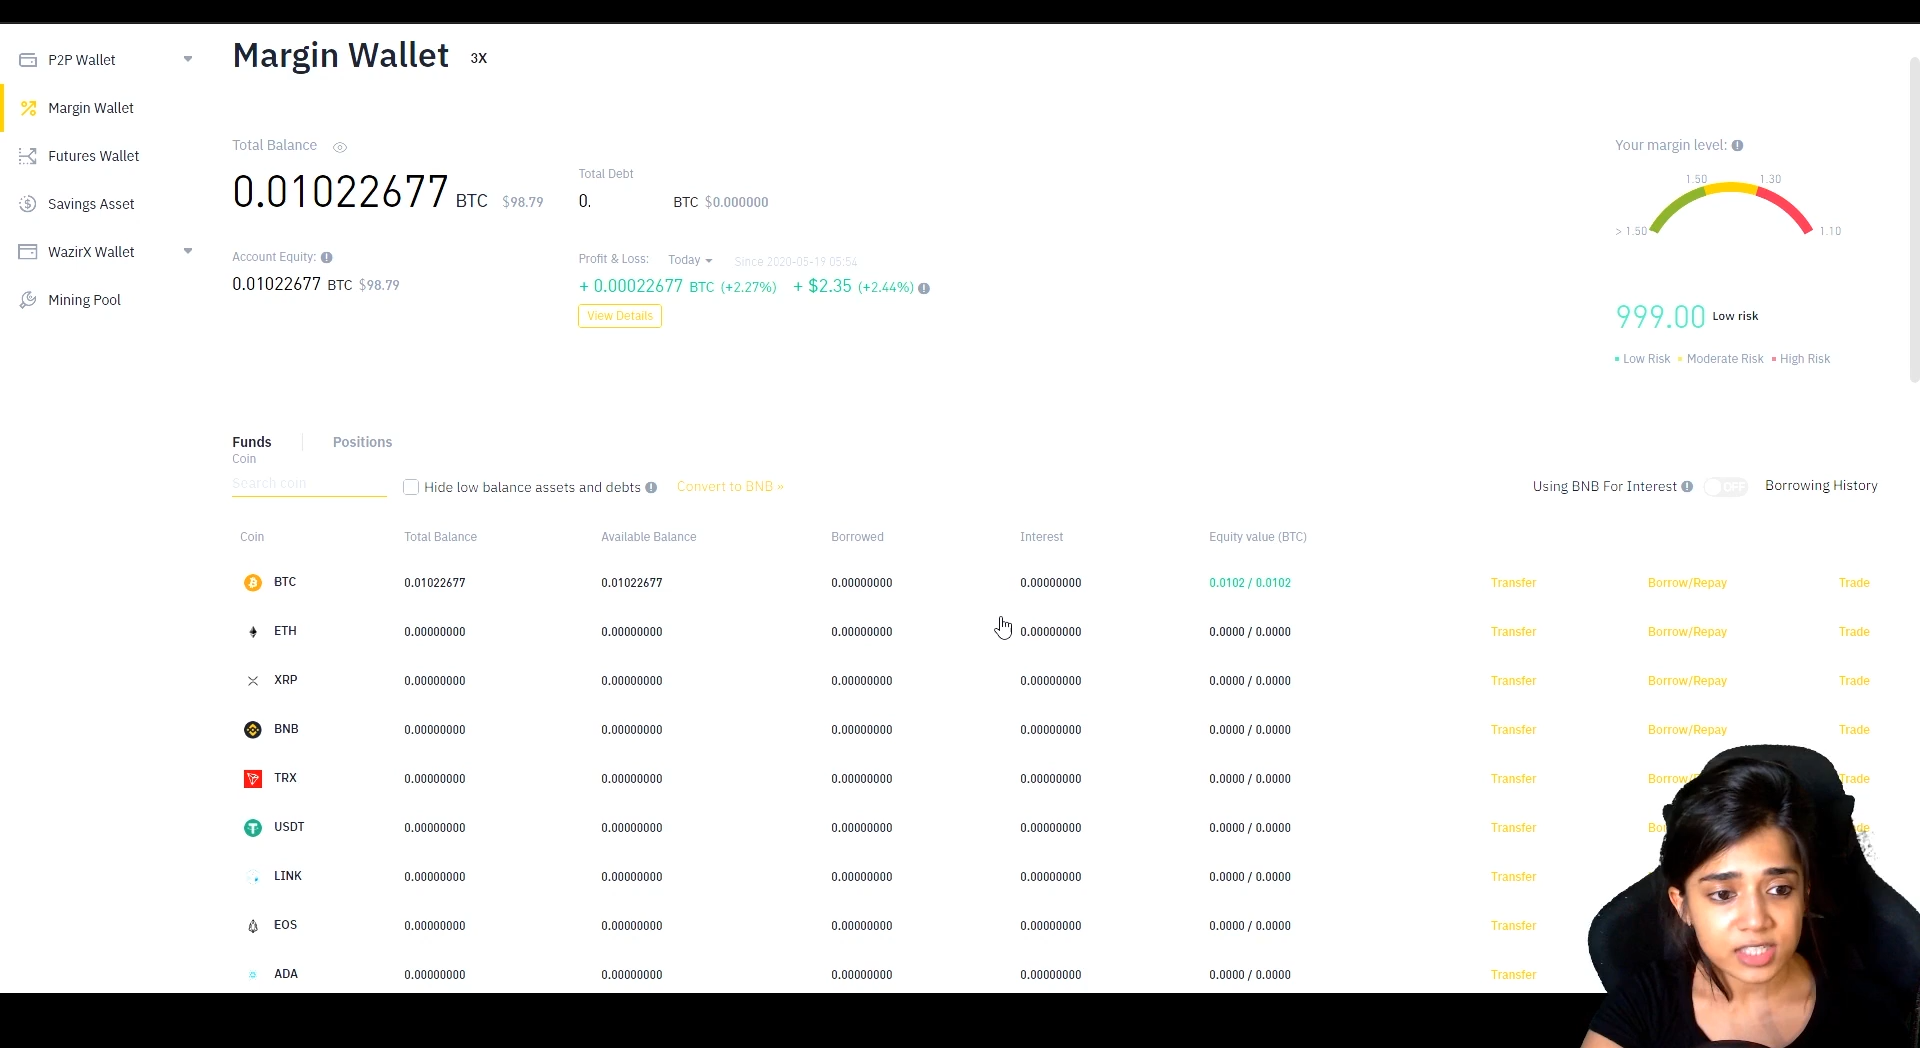 P2P Wallet
Margin Wallet
Futures Wallet
Savings Asset
WazirX Wallet
Mining Pool
Margin Wallet 3X
Total Balance
0.01022677 BTC $98.79
Total Debt
0. BTC $0.000000
Account Equity:
0.01022677 BTC $98.79
Profit & Loss: Today Since 2020-05-19 05:54
+ 0.00022677 BTC (+2.27%) + $2.35 (+2.44%)
View Details
Your margin level:
1.50 1.30
> 1.50 1.10
999.00 Low risk
Low Risk Moderate Risk High Risk
Funds Positions
Coin
Search coin
Hide low balance assets and debts Convert to BNB »
Using BNB For Interest OFF Borrowing History
Coin Total Balance Available Balance Borrowed Interest Equity value (BTC)
BTC 0.01022677 0.01022677 0.00000000 0.00000000 0.0102 / 0.0102 Transfer Borrow/Repay Trade
ETH 0.00000000 0.00000000 0.00000000 0.00000000 0.0000 / 0.0000 Transfer Borrow/Repay Trade
XRP 0.00000000 0.00000000 0.00000000 0.00000000 0.0000 / 0.0000 Transfer Borrow/Repay Trade
BNB 0.00000000 0.00000000 0.00000000 0.00000000 0.0000 / 0.0000 Transfer Borrow/Repay Trade
TRX 0.00000000 0.00000000 0.00000000 0.00000000 0.0000 / 0.0000 Transfer Borrow/ Trade
USDT 0.00000000 0.00000000 0.00000000 0.00000000 0.0000 / 0.0000 Transfer
LINK 0.00000000 0.00000000 0.00000000 0.00000000 0.0000 / 0.0000 Transfer
EOS 0.00000000 0.00000000 0.00000000 0.00000000 0.0000 / 0.0000 Transfer
ADA 0.00000000 0.00000000 0.00000000 0.00000000 0.0000 / 0.0000 Transfer